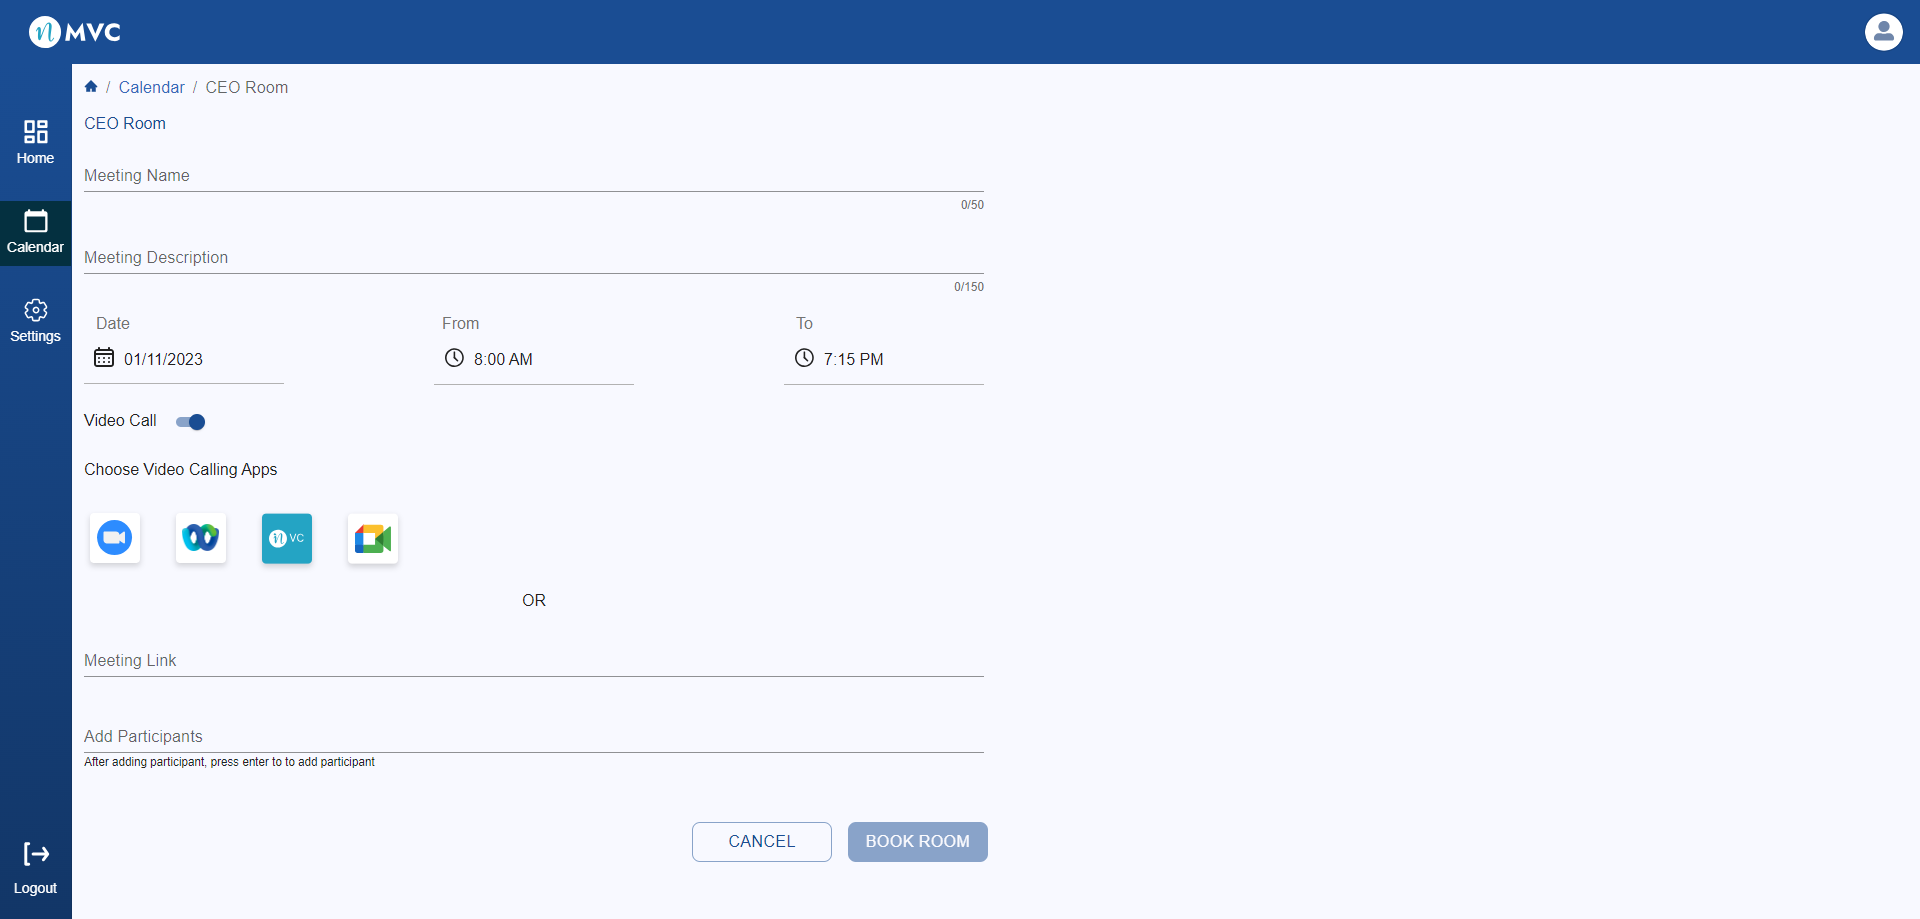 n MVC
/ Calendar / CEO Room
Home
Calendar
Settings
Logout
CEO Room
Meeting Name
0/50
Meeting Description
0/150
Date From To
01/11/2023 8:00 AM 7:15 PM
Video Call
Choose Video Calling Apps
n VC
OR
Meeting Link
Add Participants
After adding participant, press enter to to add participant
CANCEL BOOK ROOM